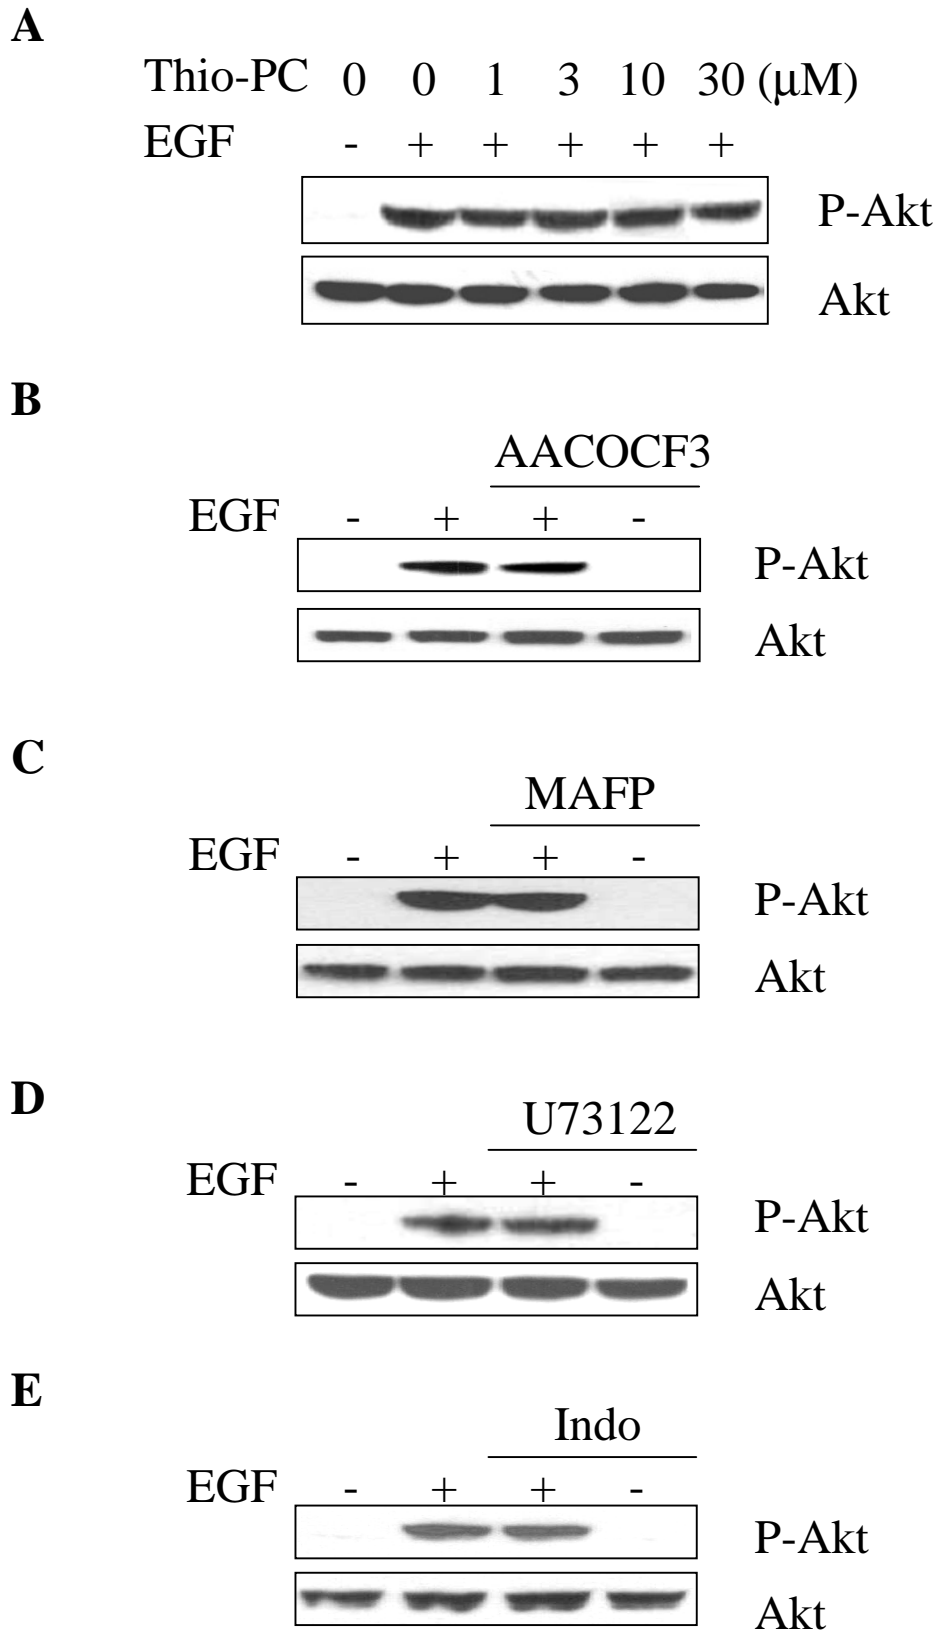 A
Thio-PC 0 0 1 3 10 30 (μM)
EGF - + + + + +
P-Akt
Akt
B
AACOCF3
EGF - + + -
P-Akt
Akt
C
MAFP
EGF - + + -
P-Akt
Akt
D
U73122
EGF - + + -
P-Akt
Akt
E
Indo
EGF - + + -
P-Akt
Akt